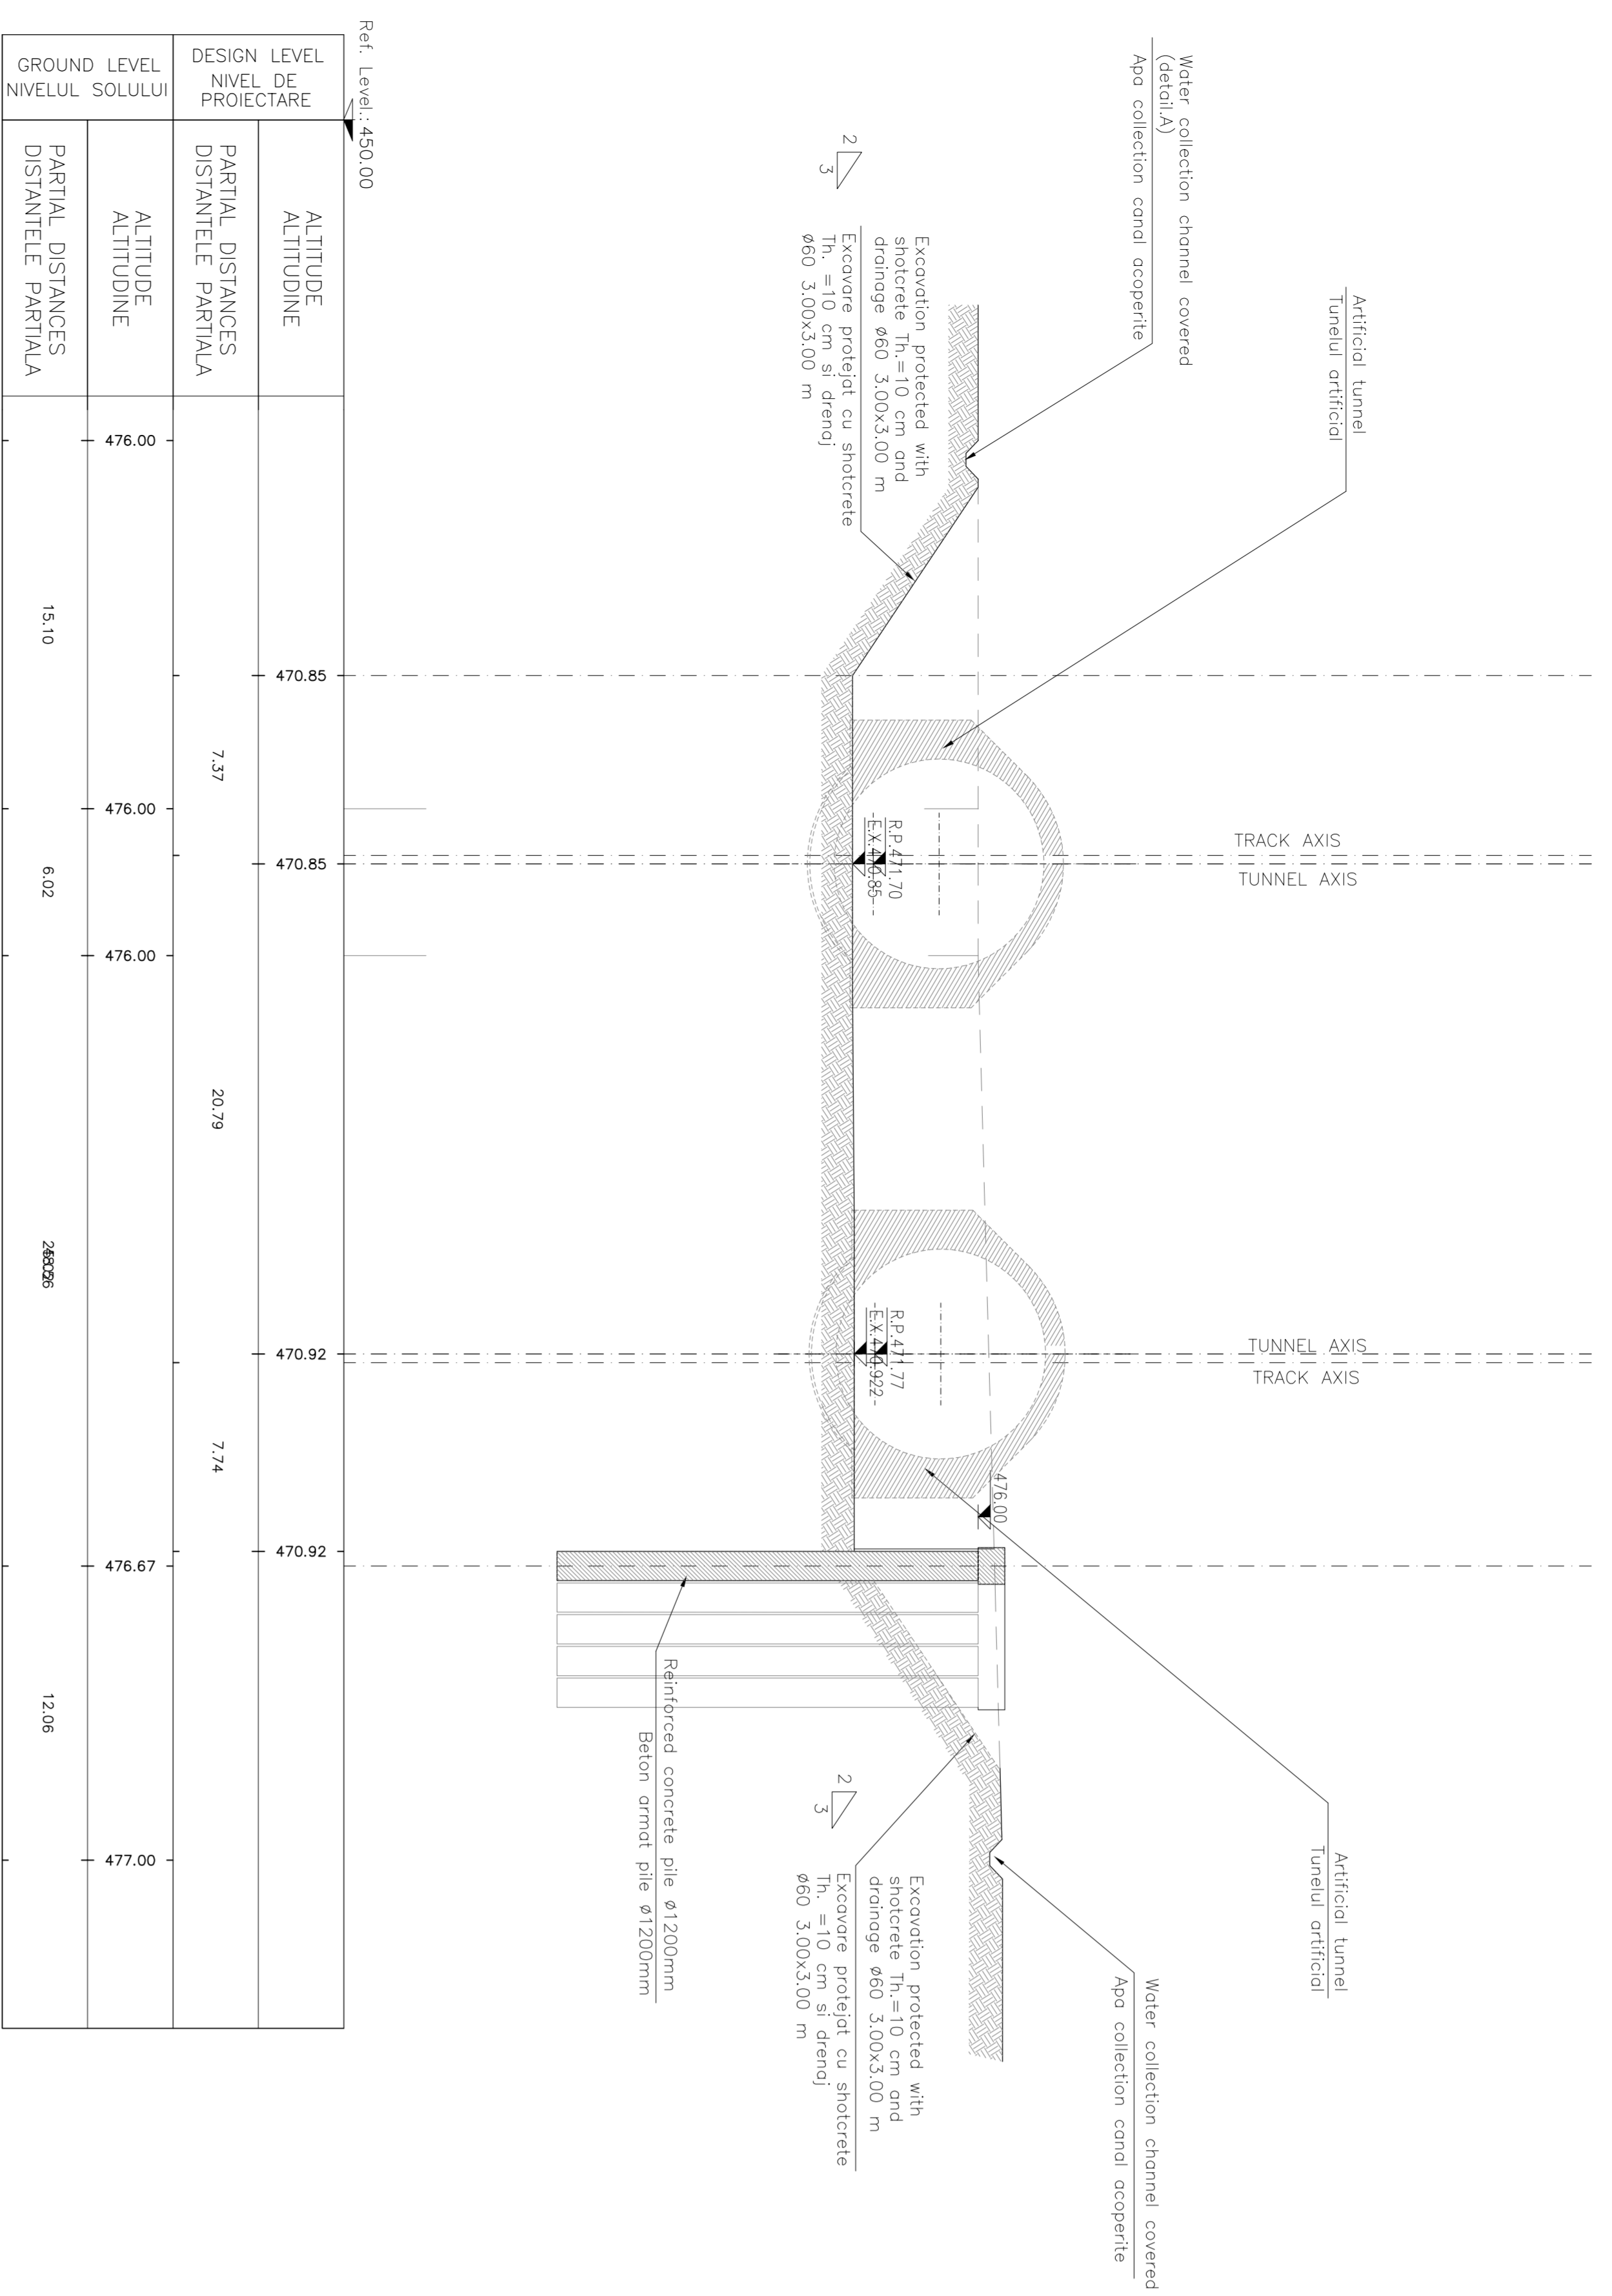 Artificial tunnel
Tunelul artificial
Water collection channel covered
(detail.A)
Apa collection canal acoperite
2
3
Excavation protected with
shotcrete Th.=10 cm and
drainage ø60 3.00x3.00 m
Excavare protejat cu shotcrete
Th. =10 cm si drenaj
ø60 3.00x3.00 m
TRACK AXIS
TUNNEL AXIS
R.P.471.70
E.X.470.85
TUNNEL AXIS
TRACK AXIS
R.P.471.77
E.X.470.922
476.00
Artificial tunnel
Tunelul artificial
Water collection channel covered
Apa collection canal acoperite
2
3
Excavation protected with
shotcrete Th.=10 cm and
drainage ø60 3.00x3.00 m
Excavare protejat cu shotcrete
Th. =10 cm si drenaj
ø60 3.00x3.00 m
Reinforced concrete pile ø1200mm
Beton armat pile ø1200mm
Ref. Level.: 450.00
DESIGN LEVEL
NIVEL DE
PROIECTARE
ALTITUDE
ALTITUDINE
470.85
470.85
470.92
470.92
PARTIAL DISTANCES
DISTANTELE PARTIALA
7.37
20.79
7.74
GROUND LEVEL
NIVELUL SOLULUI
ALTITUDE
ALTITUDINE
476.00
476.00
476.00
476.67
477.00
PARTIAL DISTANCES
DISTANTELE PARTIALA
15.10
6.02
12.06